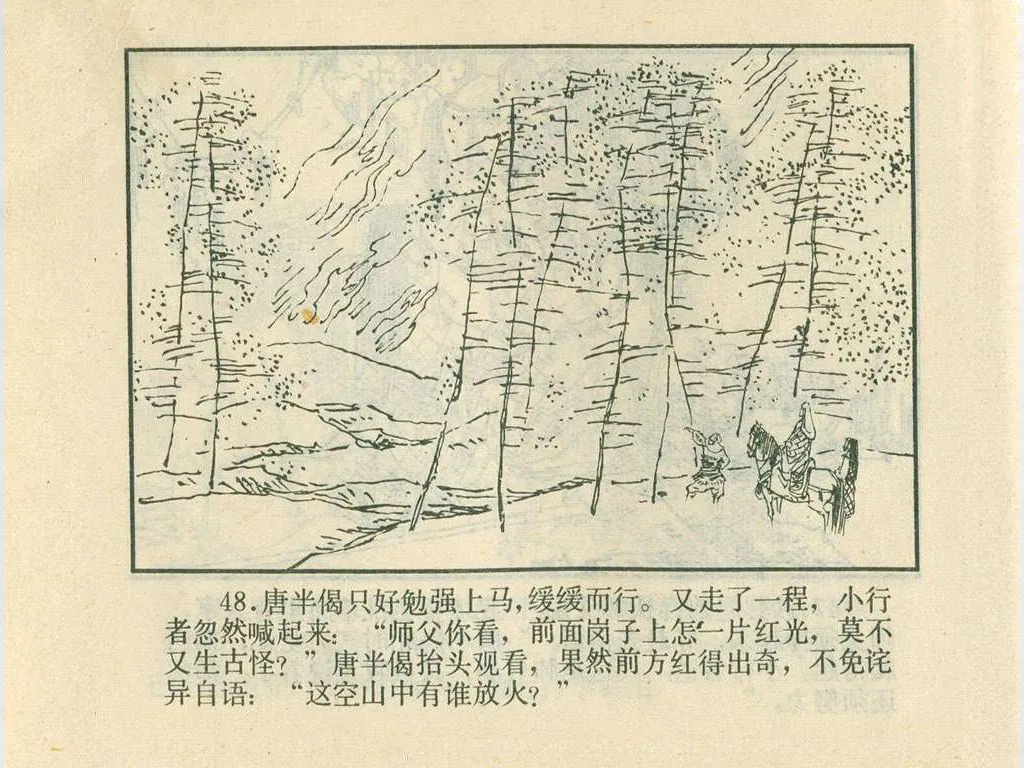 48.唐半偈只好勉强上马,缓缓而行。又走了一程，小行
者忽然喊起来：“师父你看，前面岗子上怎一片红光，莫不
又生古怪？”唐半偈抬头观看，果然前方红得出奇，不免诧
异自语：“这空山中有谁放火？”